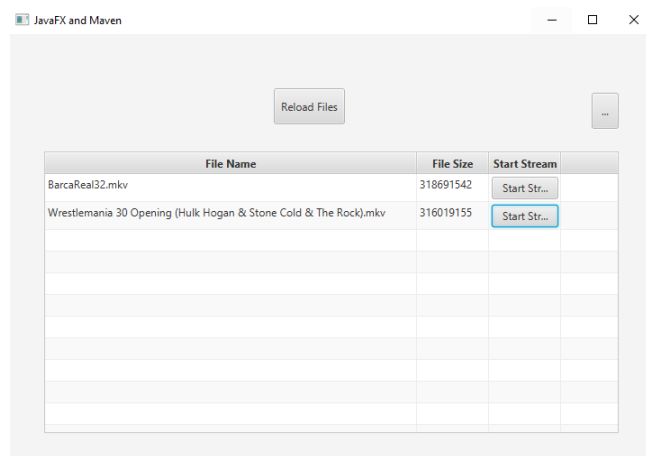 JavaFX and Maven
Reload Files
...
File Name File Size Start Stream
BarcaReal32.mkv 318691542 Start Str...
Wrestlemania 30 Opening (Hulk Hogan & Stone Cold & The Rock).mkv 316019155 Start Str...